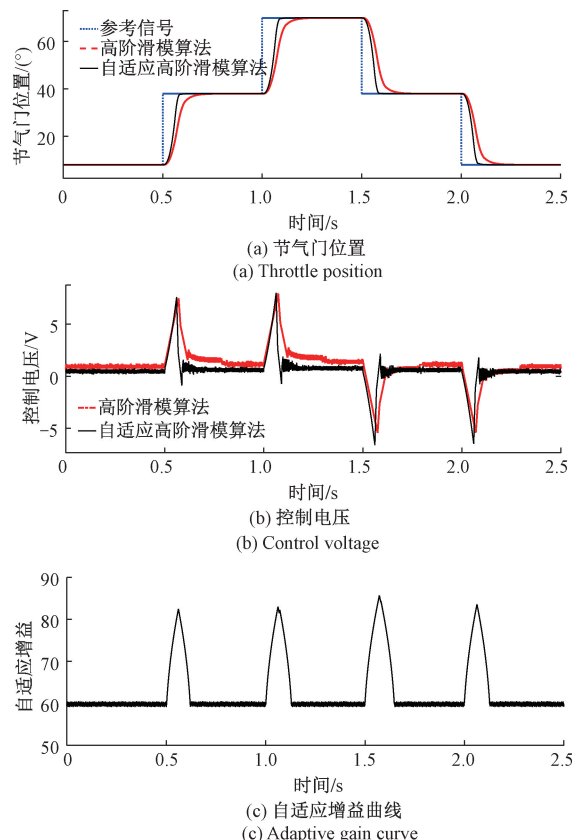 60
40
20
节气门位置/(°)
参考信号
高阶滑模算法
自适应高阶滑模算法
0 0.5 1.0 1.5 2.0 2.5
时间/s
(a) 节气门位置
(a) Throttle position
5
0
−5
控制电压/V
高阶滑模算法
自适应高阶滑模算法
0 0.5 1.0 1.5 2.0 2.5
时间/s
(b) 控制电压
(b) Control voltage
90
80
70
60
50
自适应增益
0 0.5 1.0 1.5 2.0 2.5
时间/s
(c) 自适应增益曲线
(c) Adaptive gain curve